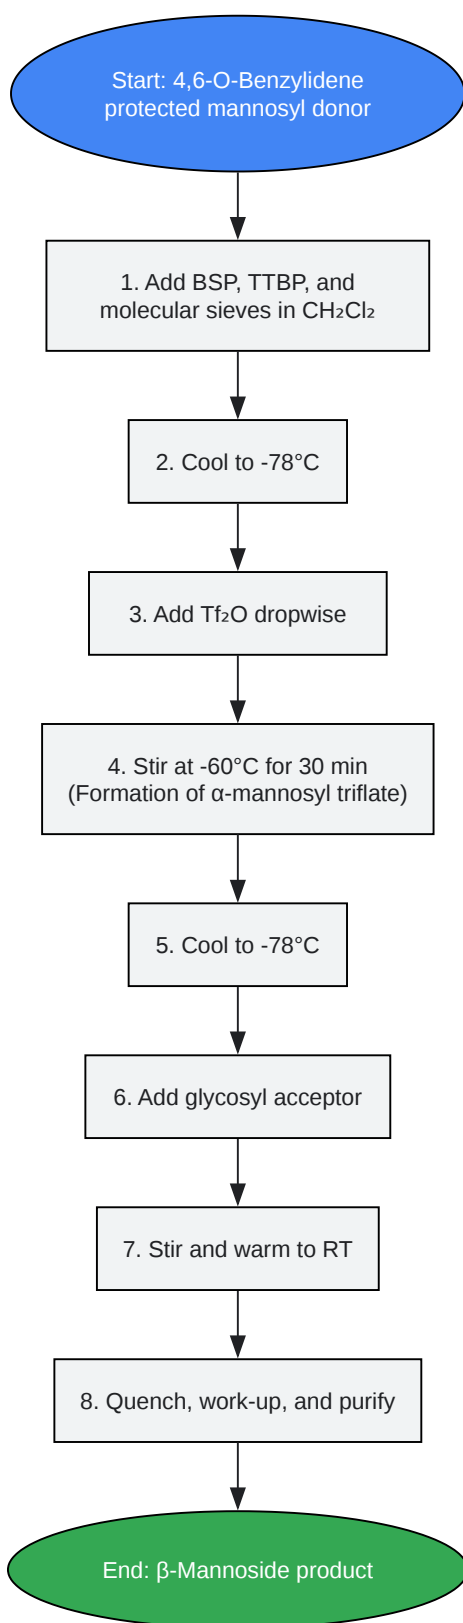 Start: 4,6-O-Benzylidene
protected mannosyl donor
1. Add BSP, TTBP, and
molecular sieves in CH₂Cl₂
2. Cool to -78°C
3. Add Tf₂O dropwise
4. Stir at -60°C for 30 min
(Formation of α-mannosyl triflate)
5. Cool to -78°C
6. Add glycosyl acceptor
7. Stir and warm to RT
8. Quench, work-up, and purify
End: β-Mannoside product